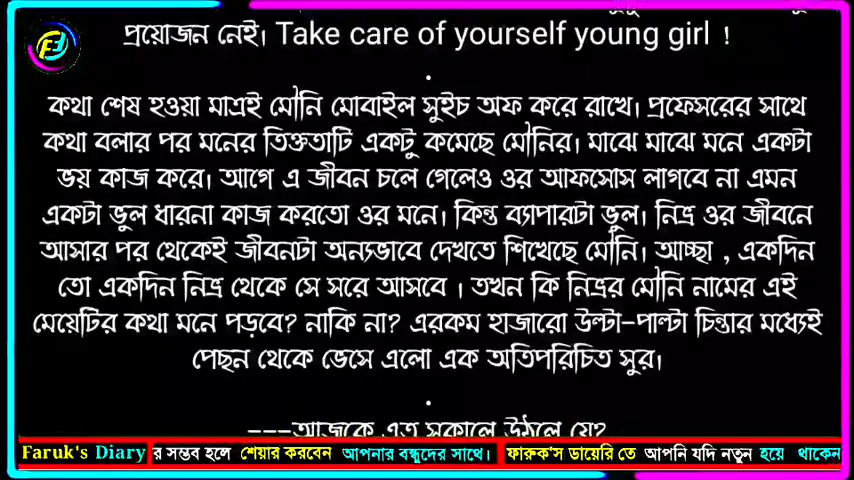 প্রয়োজন নেই। Take care of yourself young girl !
.
কথা শেষ হওয়া মাত্রই মৌনি মোবাইল সুইচ অফ করে রাখে। প্রফেসরের সাথে
কথা বলার পর মনের তিক্ততাটি একটু কমেছে মৌনির। মাঝে মাঝে মনে একটা
ভয় কাজ করে। আগে এ জীবন চলে গেলেও ওর আফসোস লাগবে না এমন
একটা ভুল ধারনা কাজ করতো ওর মনে। কিন্ত ব্যাপারটা ভুল। নিভ্র ওর জীবনে
আসার পর থেকেই জীবনটা অন্যভাবে দেখতে শিখেছে মৌনি। আচ্ছা , একদিন
তো একদিন নিভ্র থেকে সে সরে আসবে । তখন কি নিভ্রর মৌনি নামের এই
মেয়েটির কথা মনে পড়বে? নাকি না? এরকম হাজারো উল্টা-পাল্টা চিন্তার মধ্যেই
পেছন থেকে ভেসে এলো এক অতিপরিচিত সুর।
.
---আজকে এত সকালে উঠলে যে?
Faruk's Diary র সম্ভব হলে শেয়ার করবেন আপনার বন্ধুদের সাথে। ফারুক'স ডায়েরি তে আপনি যদি নতুন হয়ে থাকেন